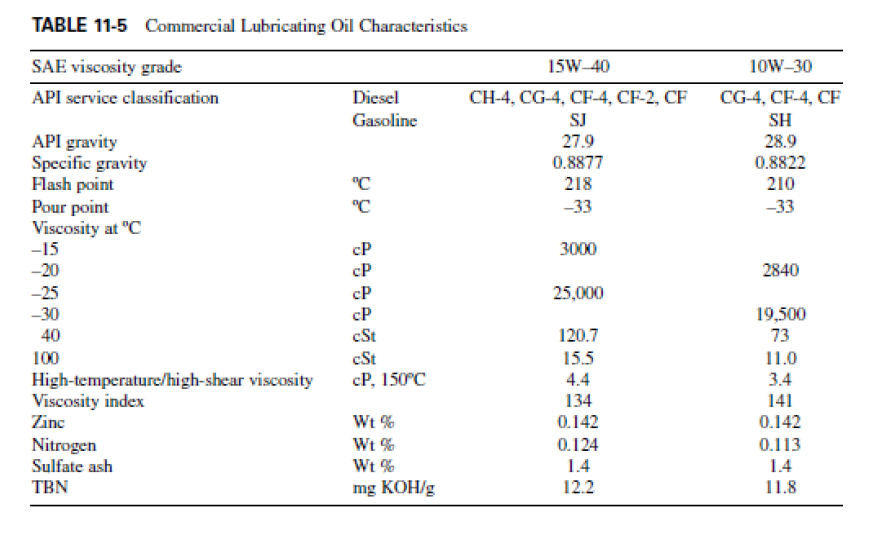 TABLE 11-5 Commercial Lubricating Oil Characteristics
SAE viscosity grade 15W–40 10W–30
API service classification Diesel CH-4, CG-4, CF-4, CF-2, CF CG-4, CF-4, CF
Gasoline SJ SH
API gravity 27.9 28.9
Specific gravity 0.8877 0.8822
Flash point ºC 218 210
Pour point ºC –33 –33
Viscosity at ºC
–15 cP 3000
–20 cP 2840
–25 cP 25,000
–30 cP 19,500
40 cSt 120.7 73
100 cSt 15.5 11.0
High-temperature/high-shear viscosity cP, 150ºC 4.4 3.4
Viscosity index 134 141
Zinc Wt % 0.142 0.142
Nitrogen Wt % 0.124 0.113
Sulfate ash Wt % 1.4 1.4
TBN mg KOH/g 12.2 11.8